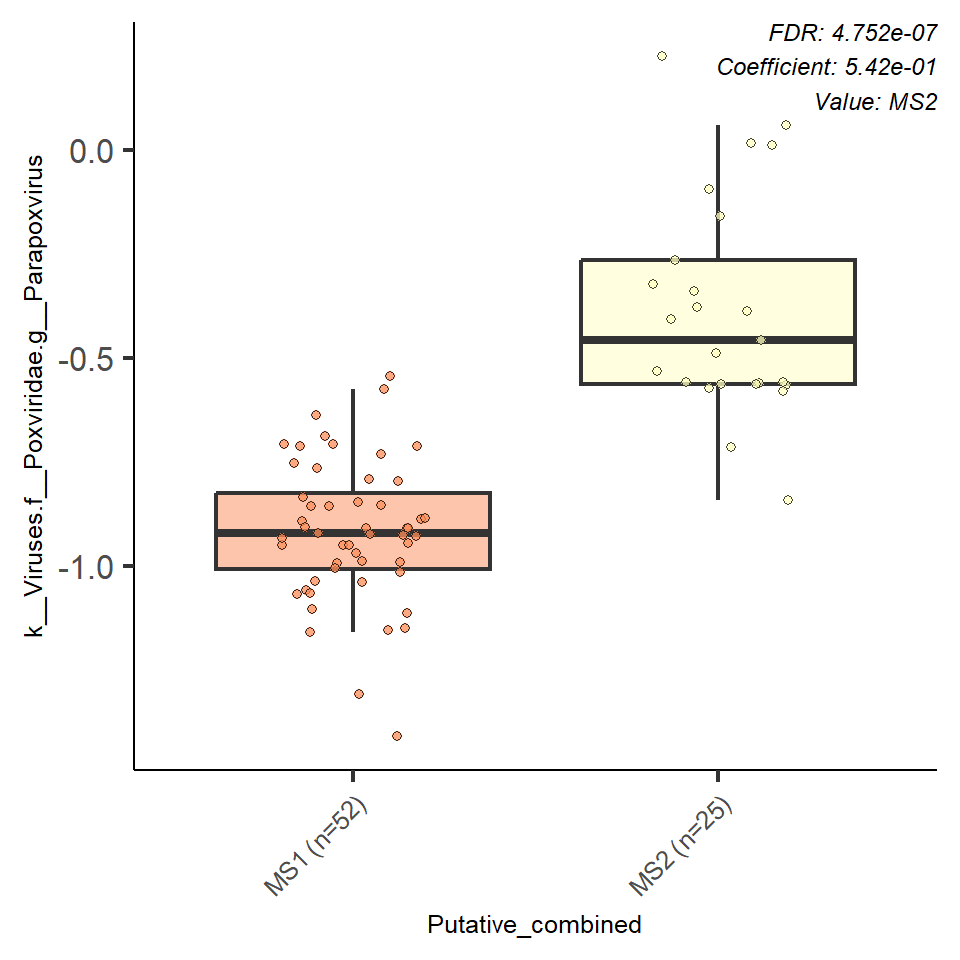 FDR: 4.752e-07
Coefficient: 5.42e-01
Value: MS2
k__Viruses.f__Poxviridae.g__Parapoxvirus
0.0
-0.5
-1.0
MS1 (n=52)
MS2 (n=25)
Putative_combined